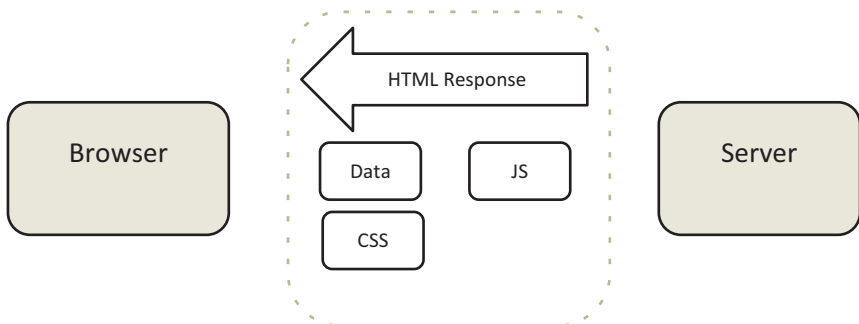 HTML Response
Browser
Server
Data
JS
CSS